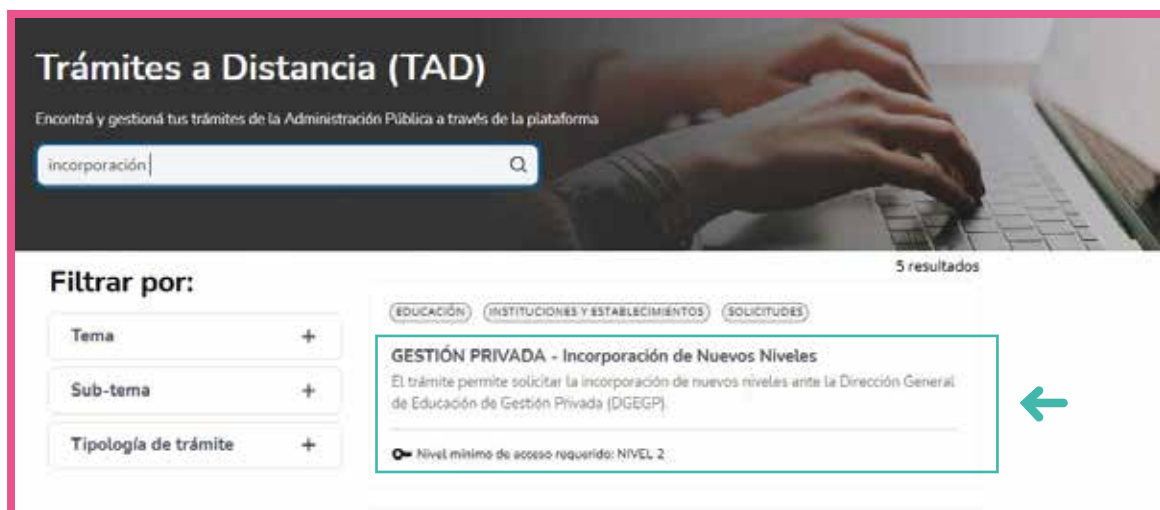 Trámites a Distancia (TAD)
Encontrá y gestioná tus trámites de la Administración Pública a través de la plataforma
incorporación
5 resultados
Filtrar por:
Tema +
Sub-tema +
Tipología de trámite +
EDUCACIÓN INSTITUCIONES Y ESTABLECIMIENTOS SOLICITUDES
GESTIÓN PRIVADA - Incorporación de Nuevos Niveles
El trámite permite solicitar la incorporación de nuevos niveles ante la Dirección General
de Educación de Gestión Privada (DGEGP).
Nivel mínimo de acceso requerido: NIVEL 2